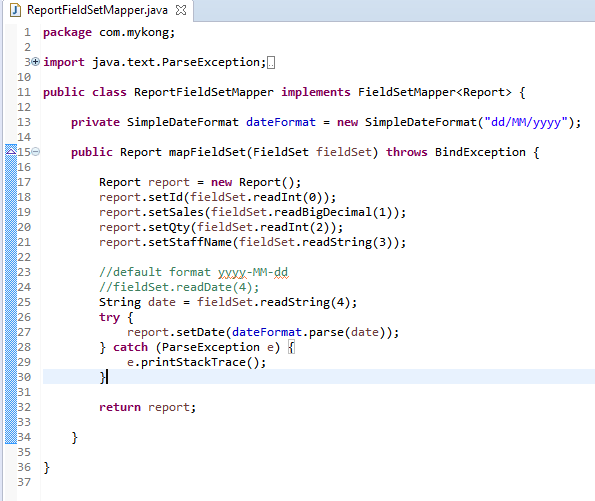 ReportFieldSetMapper.java
1 package com.mykong;
2
3 import java.text.ParseException;
10
11 public class ReportFieldSetMapper implements FieldSetMapper<Report> {
12
13     private SimpleDateFormat dateFormat = new SimpleDateFormat("dd/MM/yyyy");
14
15     public Report mapFieldSet(FieldSet fieldSet) throws BindException {
16
17         Report report = new Report();
18         report.setId(fieldSet.readInt(0));
19         report.setSales(fieldSet.readBigDecimal(1));
20         report.setQty(fieldSet.readInt(2));
21         report.setStaffName(fieldSet.readString(3));
22
23         //default format yyyy-MM-dd
24         //fieldSet.readDate(4);
25         String date = fieldSet.readString(4);
26         try {
27             report.setDate(dateFormat.parse(date));
28         } catch (ParseException e) {
29             e.printStackTrace();
30         }
31
32         return report;
33
34     }
35
36 }
37